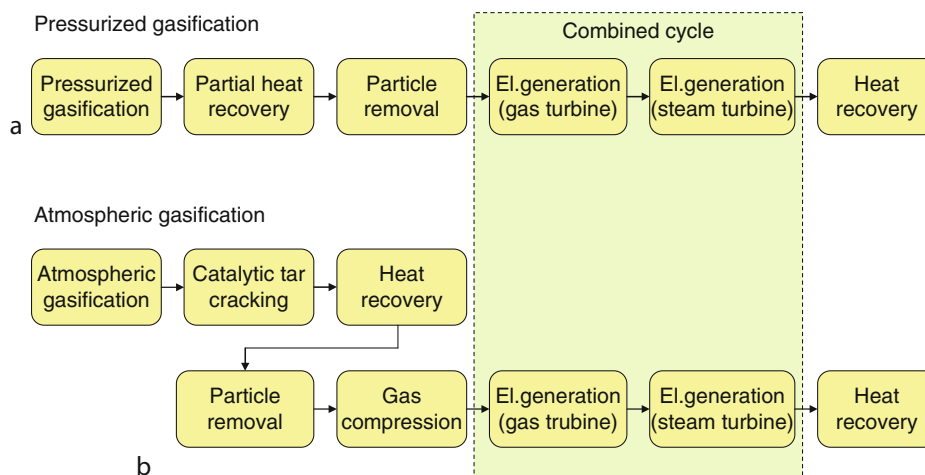 Pressurized gasification
Combined cycle
Pressurized
gasification
Partial heat
recovery
Particle
removal
El.generation
(gas turbine)
El.generation
(steam turbine)
Heat
recovery
a
Atmospheric gasification
Atmospheric
gasification
Catalytic tar
cracking
Heat
recovery
Particle
removal
Gas
compression
El.generation
(gas trubine)
El.generation
(steam turbine)
Heat
recovery
b